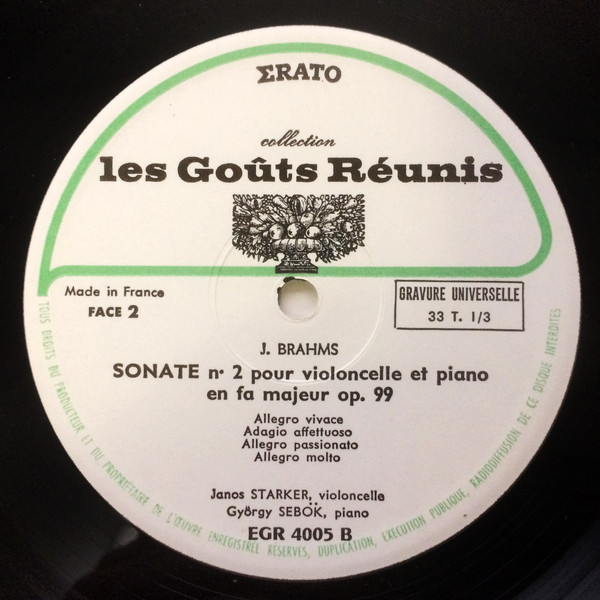 ΣRATO
collection
les Goûts Réunis
Made in France
FACE 2
GRAVURE UNIVERSELLE
33 T. 1/3
J. BRAHMS
SONATE n• 2 pour violoncelle et piano
en fa majeur op. 99
Allegro vivace
Adagio affettuoso
Allegro passionato
Allegro molto
Janos STARKER, violoncelle
György SEBÖK, piano
EGR 4005 B
TOUS DROITS DU PRODUCTEUR ET DU PROPRIÉTAIRE DE L'ŒUVRE ENREGISTREE RESERVES, DUPLICATION, EXECUTION PUBLIQUE, RADIODIFFUSION DE CE DISQUE INTERDITES